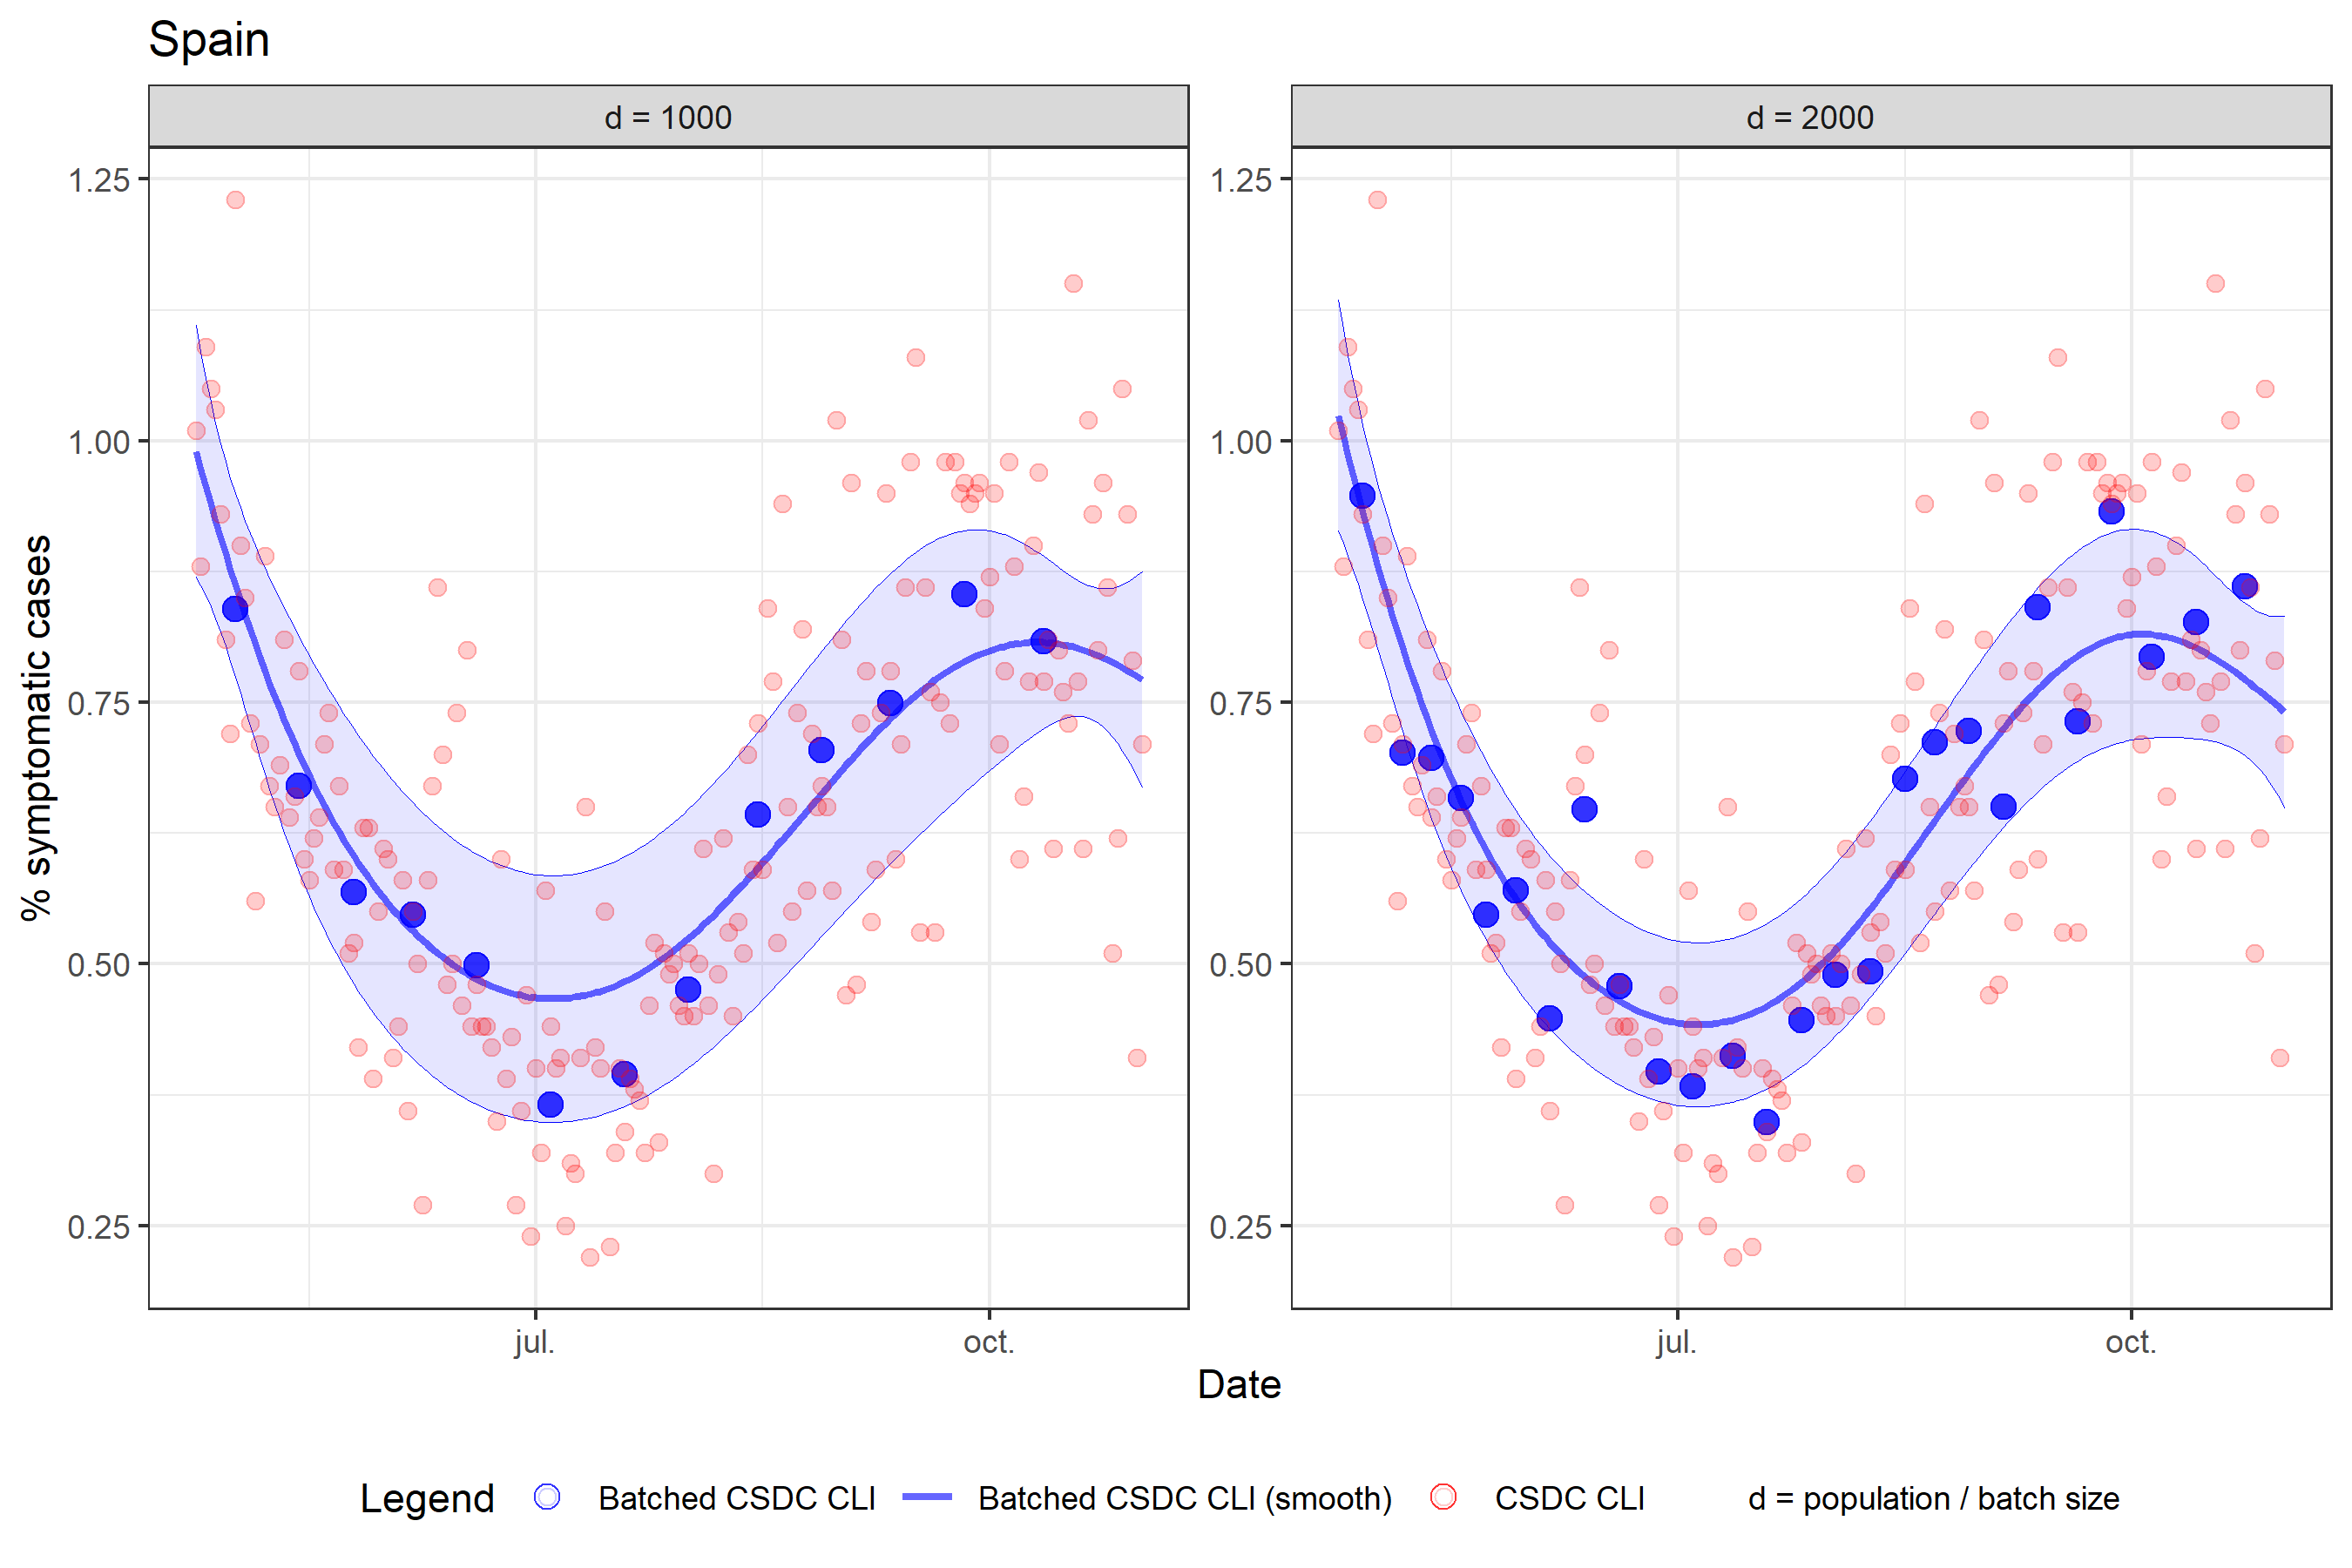 Spain
d = 1000
d = 2000
% symptomatic cases
1.25
1.00
0.75
0.50
0.25
1.25
1.00
0.75
0.50
0.25
jul.
oct.
jul.
oct.
Date
Legend Batched CSDC CLI Batched CSDC CLI (smooth) CSDC CLI d = population / batch size